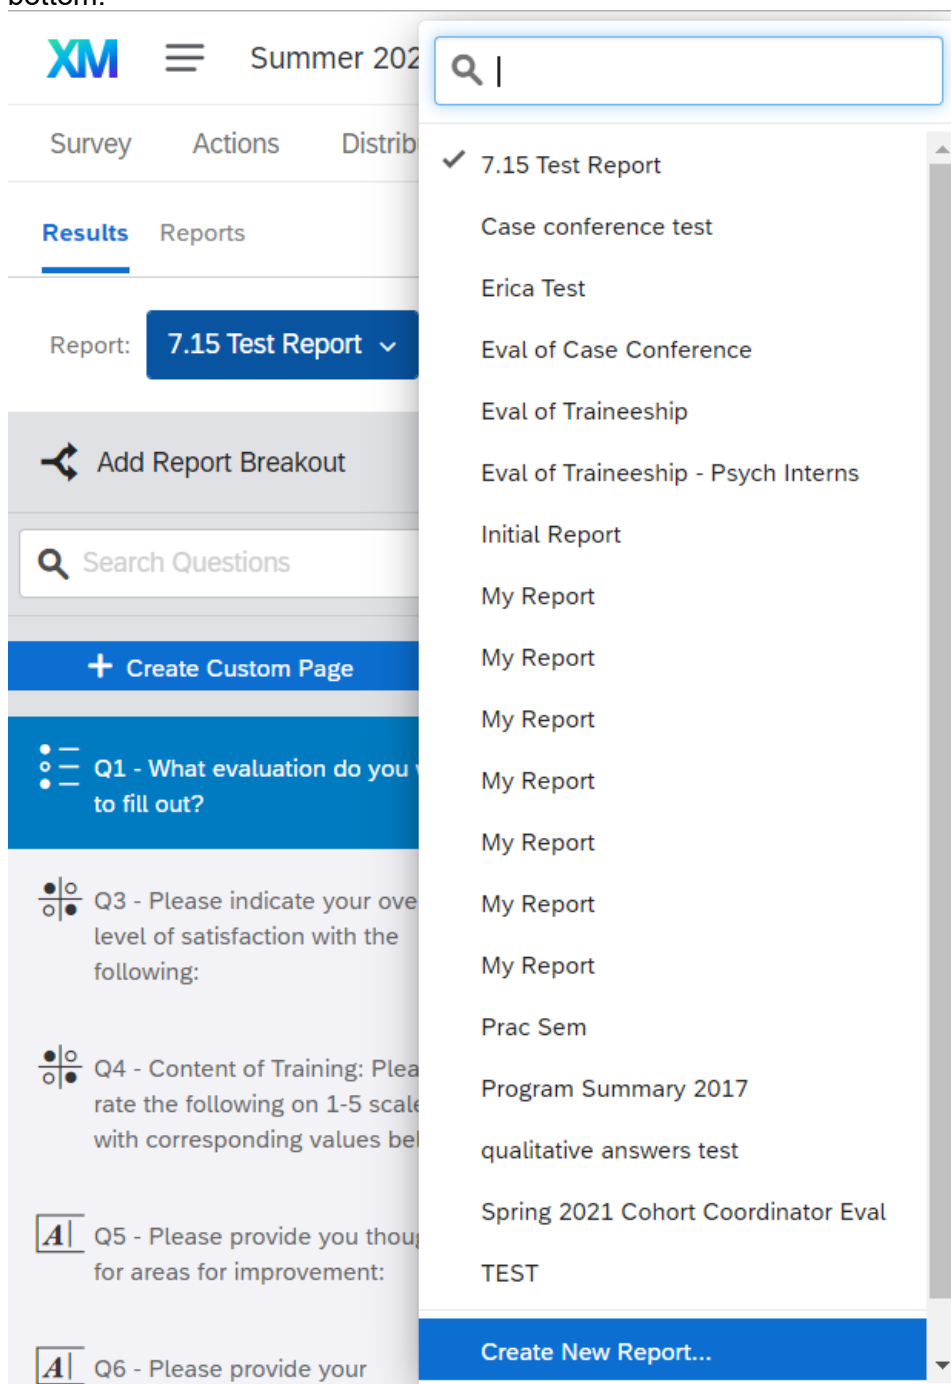 bottom.
XM
Summer 202
Survey Actions Distrib
Results Reports
Report: 7.15 Test Report
Add Report Breakout
Search Questions
+ Create Custom Page
Q1 - What evaluation do you
to fill out?
Q3 - Please indicate your ove
level of satisfaction with the
following:
Q4 - Content of Training: Plea
rate the following on 1-5 scale
with corresponding values bel
A Q5 - Please provide you thoug
for areas for improvement:
A Q6 - Please provide your
7.15 Test Report
Case conference test
Erica Test
Eval of Case Conference
Eval of Traineeship
Eval of Traineeship - Psych Interns
Initial Report
My Report
My Report
My Report
My Report
My Report
My Report
My Report
Prac Sem
Program Summary 2017
qualitative answers test
Spring 2021 Cohort Coordinator Eval
TEST
Create New Report...